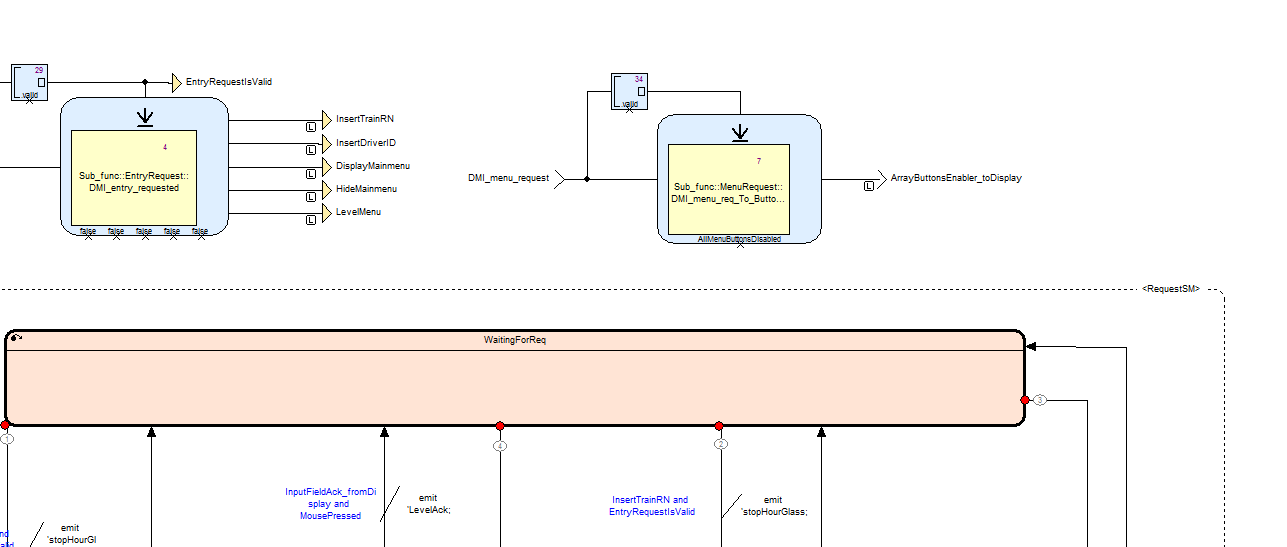 29
valid
EntryRequestIsValid
4
Sub_func::EntryRequest::
DMI_entry_requested
false false false false false
L InsertTrainRN
L InsertDriverID
L DisplayMainmenu
L HideMainmenu
L LevelMenu
34
valid
DMI_menu_request
7
Sub_func::MenuRequest::
DMI_menu_req_To_Butto...
AllMenuButtonsDisabled
L ArrayButtonsEnabler_toDisplay
<RequestSM>
WaitingForReq
3
1
4
2
InputFieldAck_fromDi
splay and
MousePressed
emit
'LevelAck;
InsertTrainRN and
EntryRequestIsValid
emit
'stopHourGlass;
emit
'stopHourGl